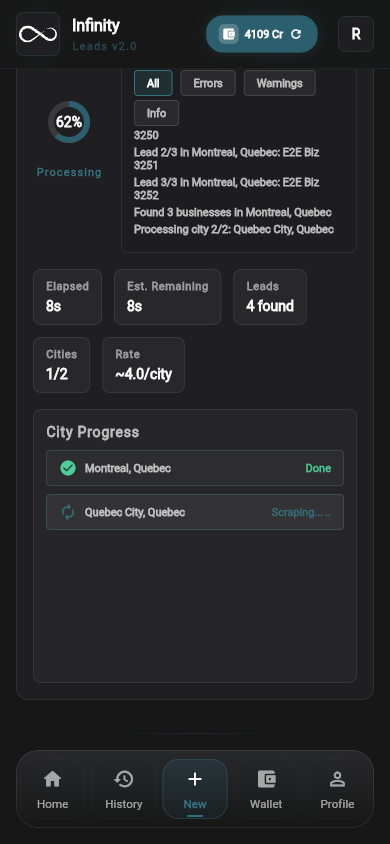 Infinity
Leads v2.0
4109 Cr
R
All
Errors
Warnings
Info
62%
Processing
3250
Lead 2/3 in Montreal, Quebec: E2E Biz
3251
Lead 3/3 in Montreal, Quebec: E2E Biz
3252
Found 3 businesses in Montreal, Quebec
Processing city 2/2: Quebec City, Quebec
Elapsed
8s
Est. Remaining
8s
Leads
4 found
Cities
1/2
Rate
~4.0/city
City Progress
Montreal, Quebec
Done
Quebec City, Quebec
Scraping... ..
Home
History
New
Wallet
Profile